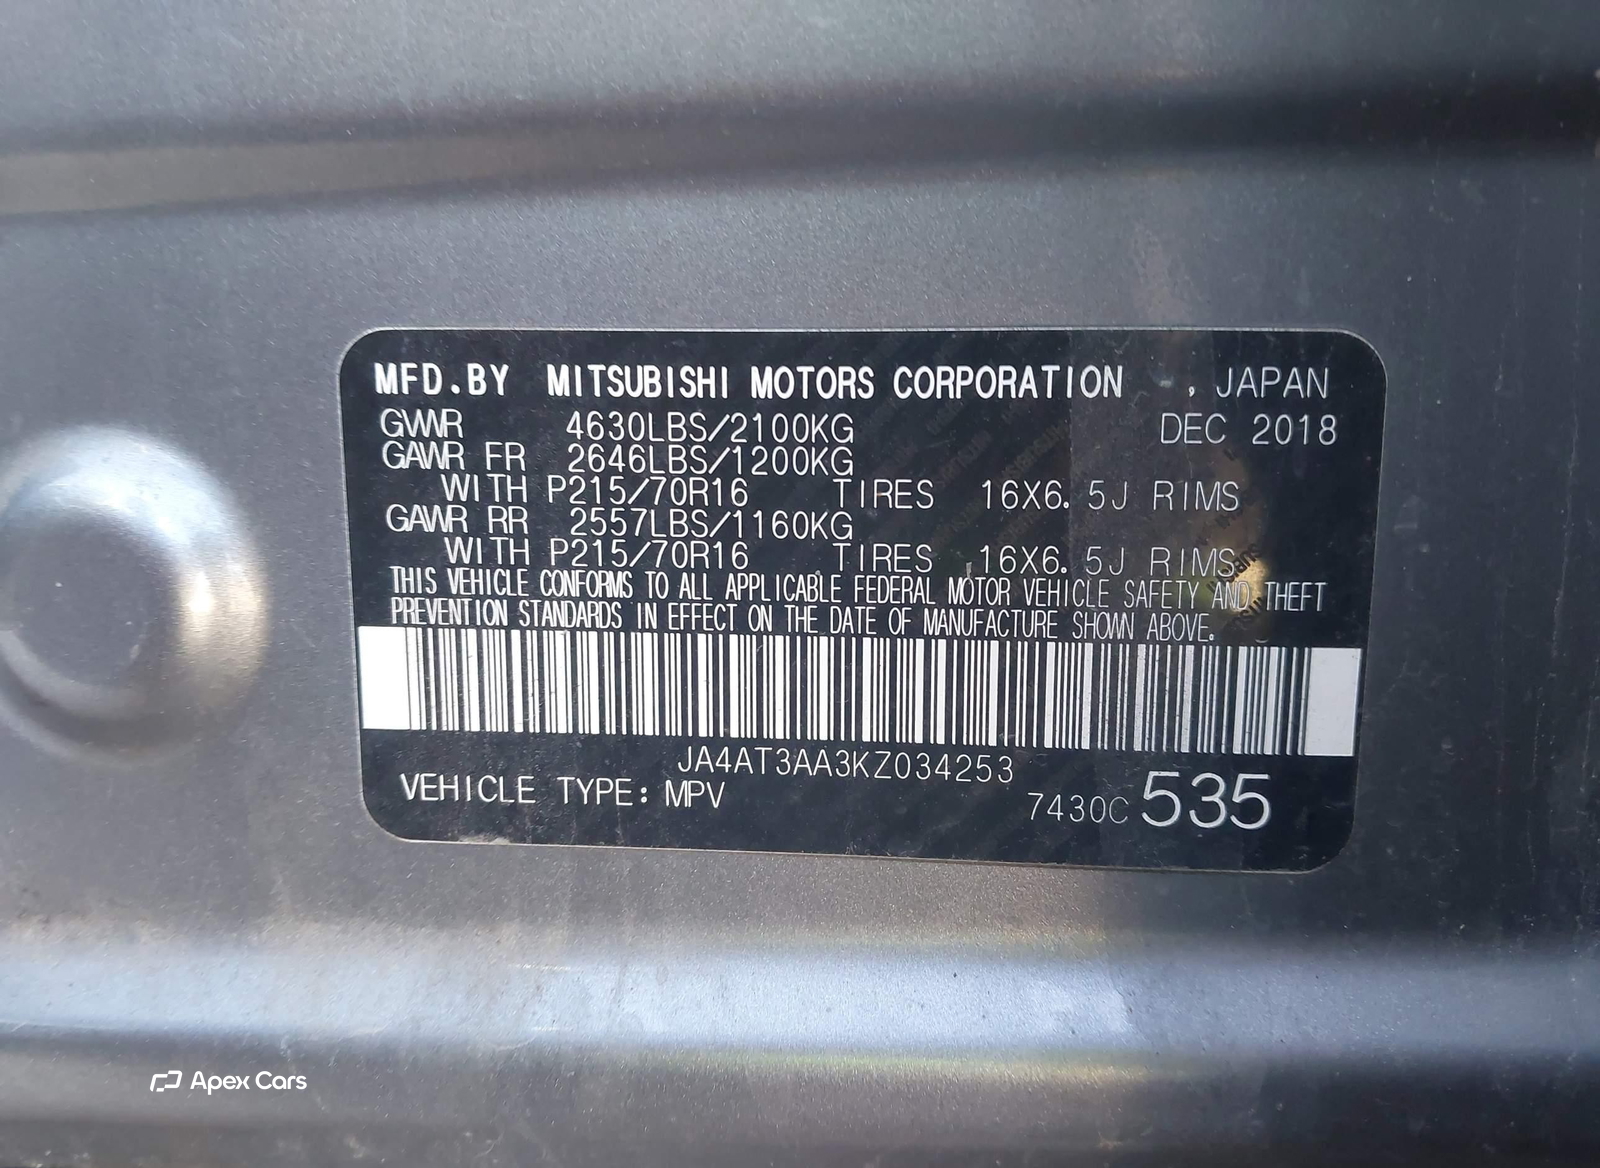 MFD.BY MITSUBISHI MOTORS CORPORATION , JAPAN
GVWR 4630LBS/2100KG DEC 2018
GAWR FR 2646LBS/1200KG
WITH P215/70R16 TIRES 16X6.5J RIMS
GAWR RR 2557LBS/1160KG
WITH P215/70R16 TIRES 16X6.5J RIMS
THIS VEHICLE CONFORMS TO ALL APPLICABLE FEDERAL MOTOR VEHICLE SAFETY AND THEFT
PREVENTION STANDARDS IN EFFECT ON THE DATE OF MANUFACTURE SHOWN ABOVE.
JA4AT3AA3KZ034253
VEHICLE TYPE: MPV 7430C 535
Apex Cars